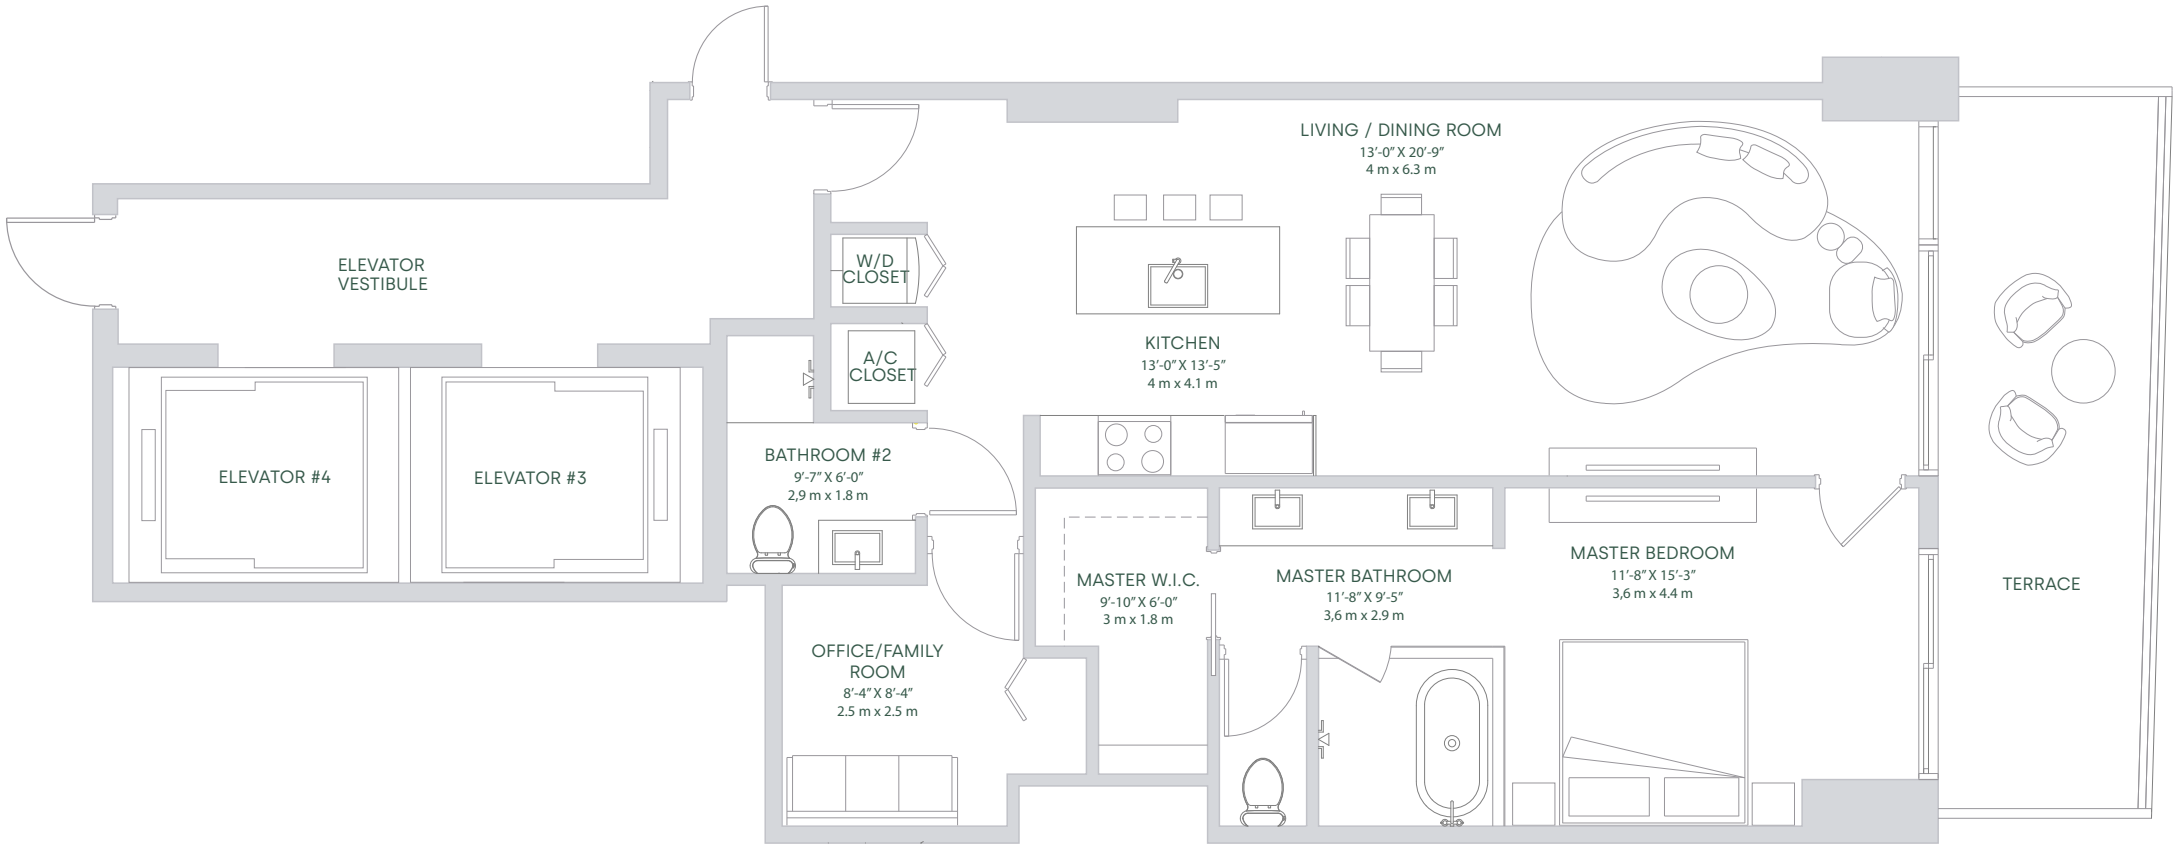 LIVING / DINING ROOM
13'-0" X 20'-9"
4 m x 6.3 m
ELEVATOR
VESTIBULE
W/D
CLOSET
A/C
CLOSET
KITCHEN
13'-0" X 13'-5"
4 m x 4.1 m
ELEVATOR #4
ELEVATOR #3
BATHROOM #2
9'-7" X 6'-0"
2,9 m x 1.8 m
MASTER W.I.C.
9'-10" X 6'-0"
3 m x 1.8 m
MASTER BATHROOM
11'-8" X 9'-5"
3,6 m x 2.9 m
MASTER BEDROOM
11'-8" X 15'-3"
3,6 m x 4.4 m
TERRACE
OFFICE/FAMILY
ROOM
8'-4" X 8'-4"
2.5 m x 2.5 m